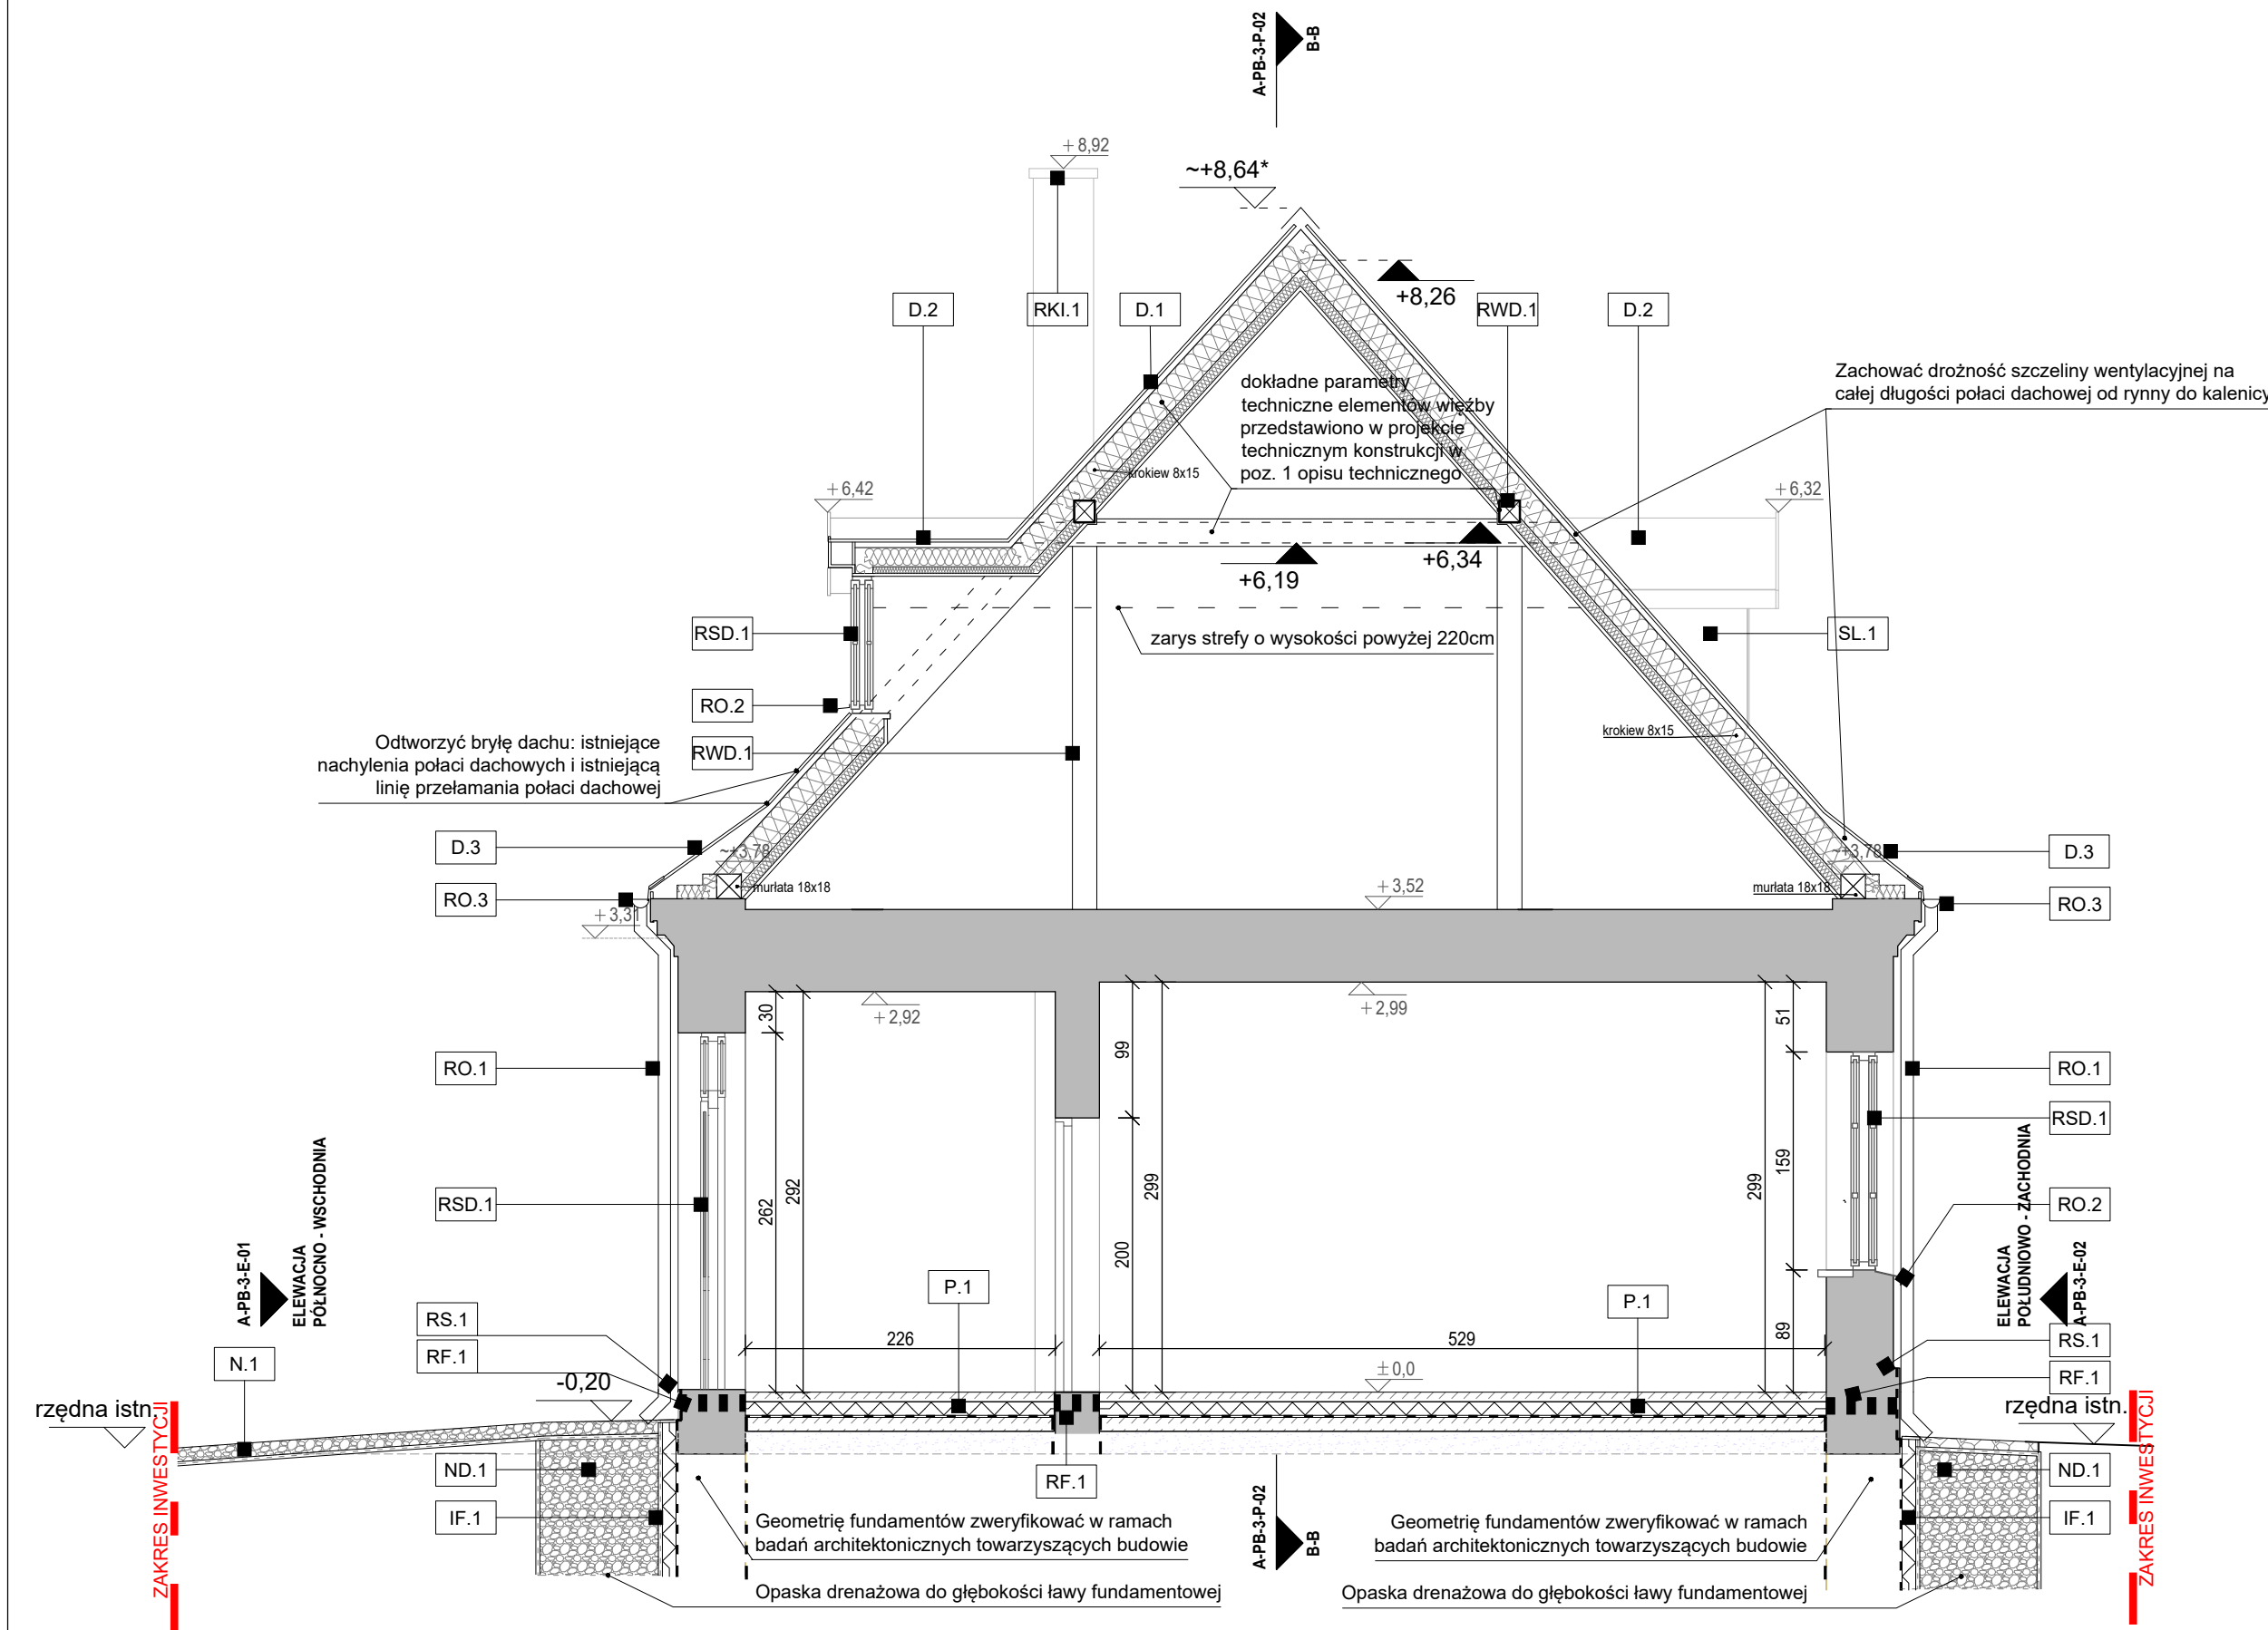 A-PB-3-P-02
B-B
+8,92
~+8,64*
+8,26
D.2
RKI.1
D.1
RWD.1
D.2
dokładne parametry
techniczne elementów więźby
przedstawiono w projekcie
technicznym konstrukcji w
poz. 1 opisu technicznego
Zachować drożność szczeliny wentylacyjnej na
całej długości połaci dachowej od rynny do kalenicy
krokiew 8x15
+6,42
+6,32
+6,34
+6,19
RSD.1
zarys strefy o wysokości powyżej 220cm
SL.1
RO.2
RWD.1
krokiew 8x15
Odtworzyć bryłę dachu: istniejące
nachylenia połaci dachowych i istniejącą
linię przełamania połaci dachowej
D.3
~+3,78
~+3,78
D.3
murłata 18x18
+3,52
murłata 18x18
RO.3
+3,31
RO.3
30
+2,92
+2,99
51
99
RO.1
RO.1
RSD.1
262
292
299
200
299
159
RSD.1
RO.2
A-PB-3-E-01
ELEWACJA
PÓŁNOCNO - WSCHODNIA
ELEWACJA
POŁUDNIOWO - ZACHODNIA
A-PB-3-E-02
P.1
P.1
RS.1
RF.1
226
529
89
RS.1
RF.1
N.1
-0,20
±0,0
rzędna istn.
rzędna istn.
ZAKRES INWESTYCJI
ZAKRES INWESTYCJI
ND.1
RF.1
ND.1
IF.1
IF.1
A-PB-3-P-02
B-B
Geometrię fundamentów zweryfikować w ramach
badań architektonicznych towarzyszących budowie
Geometrię fundamentów zweryfikować w ramach
badań architektonicznych towarzyszących budowie
Opaska drenażowa do głębokości ławy fundamentowej
Opaska drenażowa do głębokości ławy fundamentowej